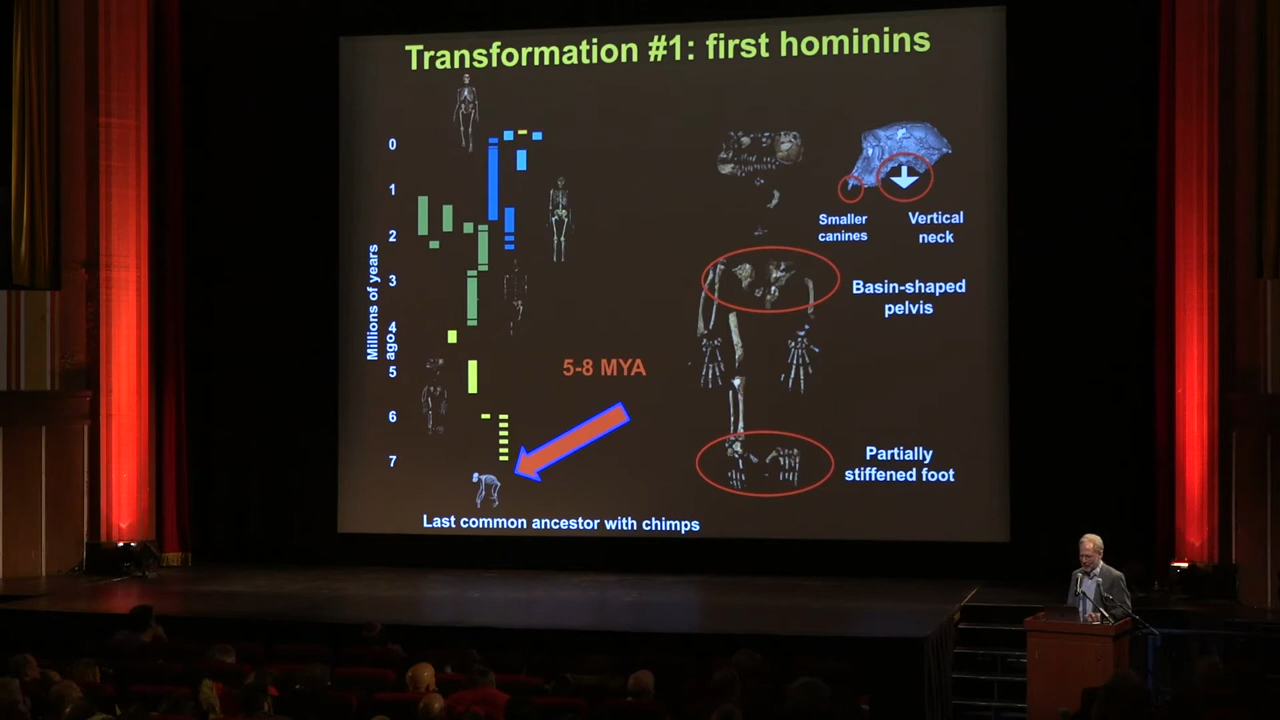 Transformation #1: first hominins
0
1
2
3
4
5
6
7
Millions of years
ago
5-8 MYA
Last common ancestor with chimps
Smaller
canines
Vertical
neck
Basin-shaped
pelvis
Partially
stiffened foot